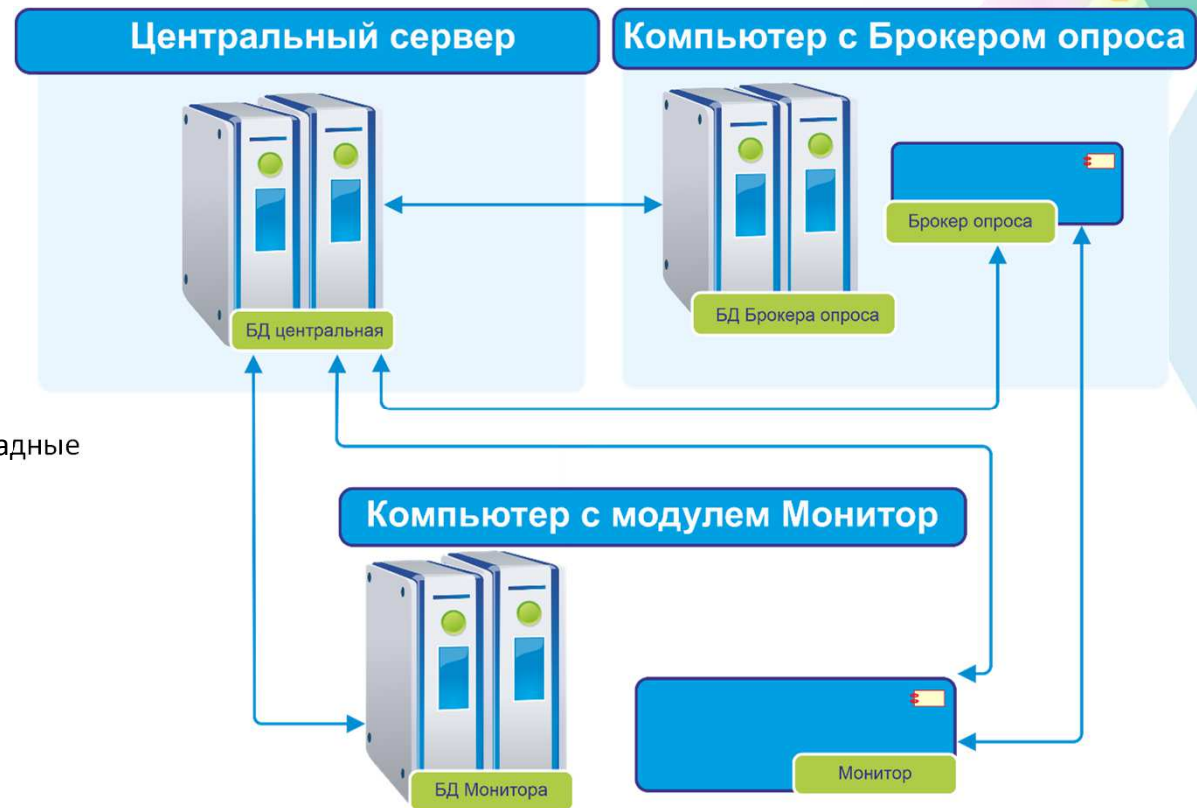 Центральный сервер
Компьютер с Брокером опроса
Брокер опроса
БД центральная
БД Брокера опроса
адные
Компьютер с модулем Монитор
БД Монитора
Монитор